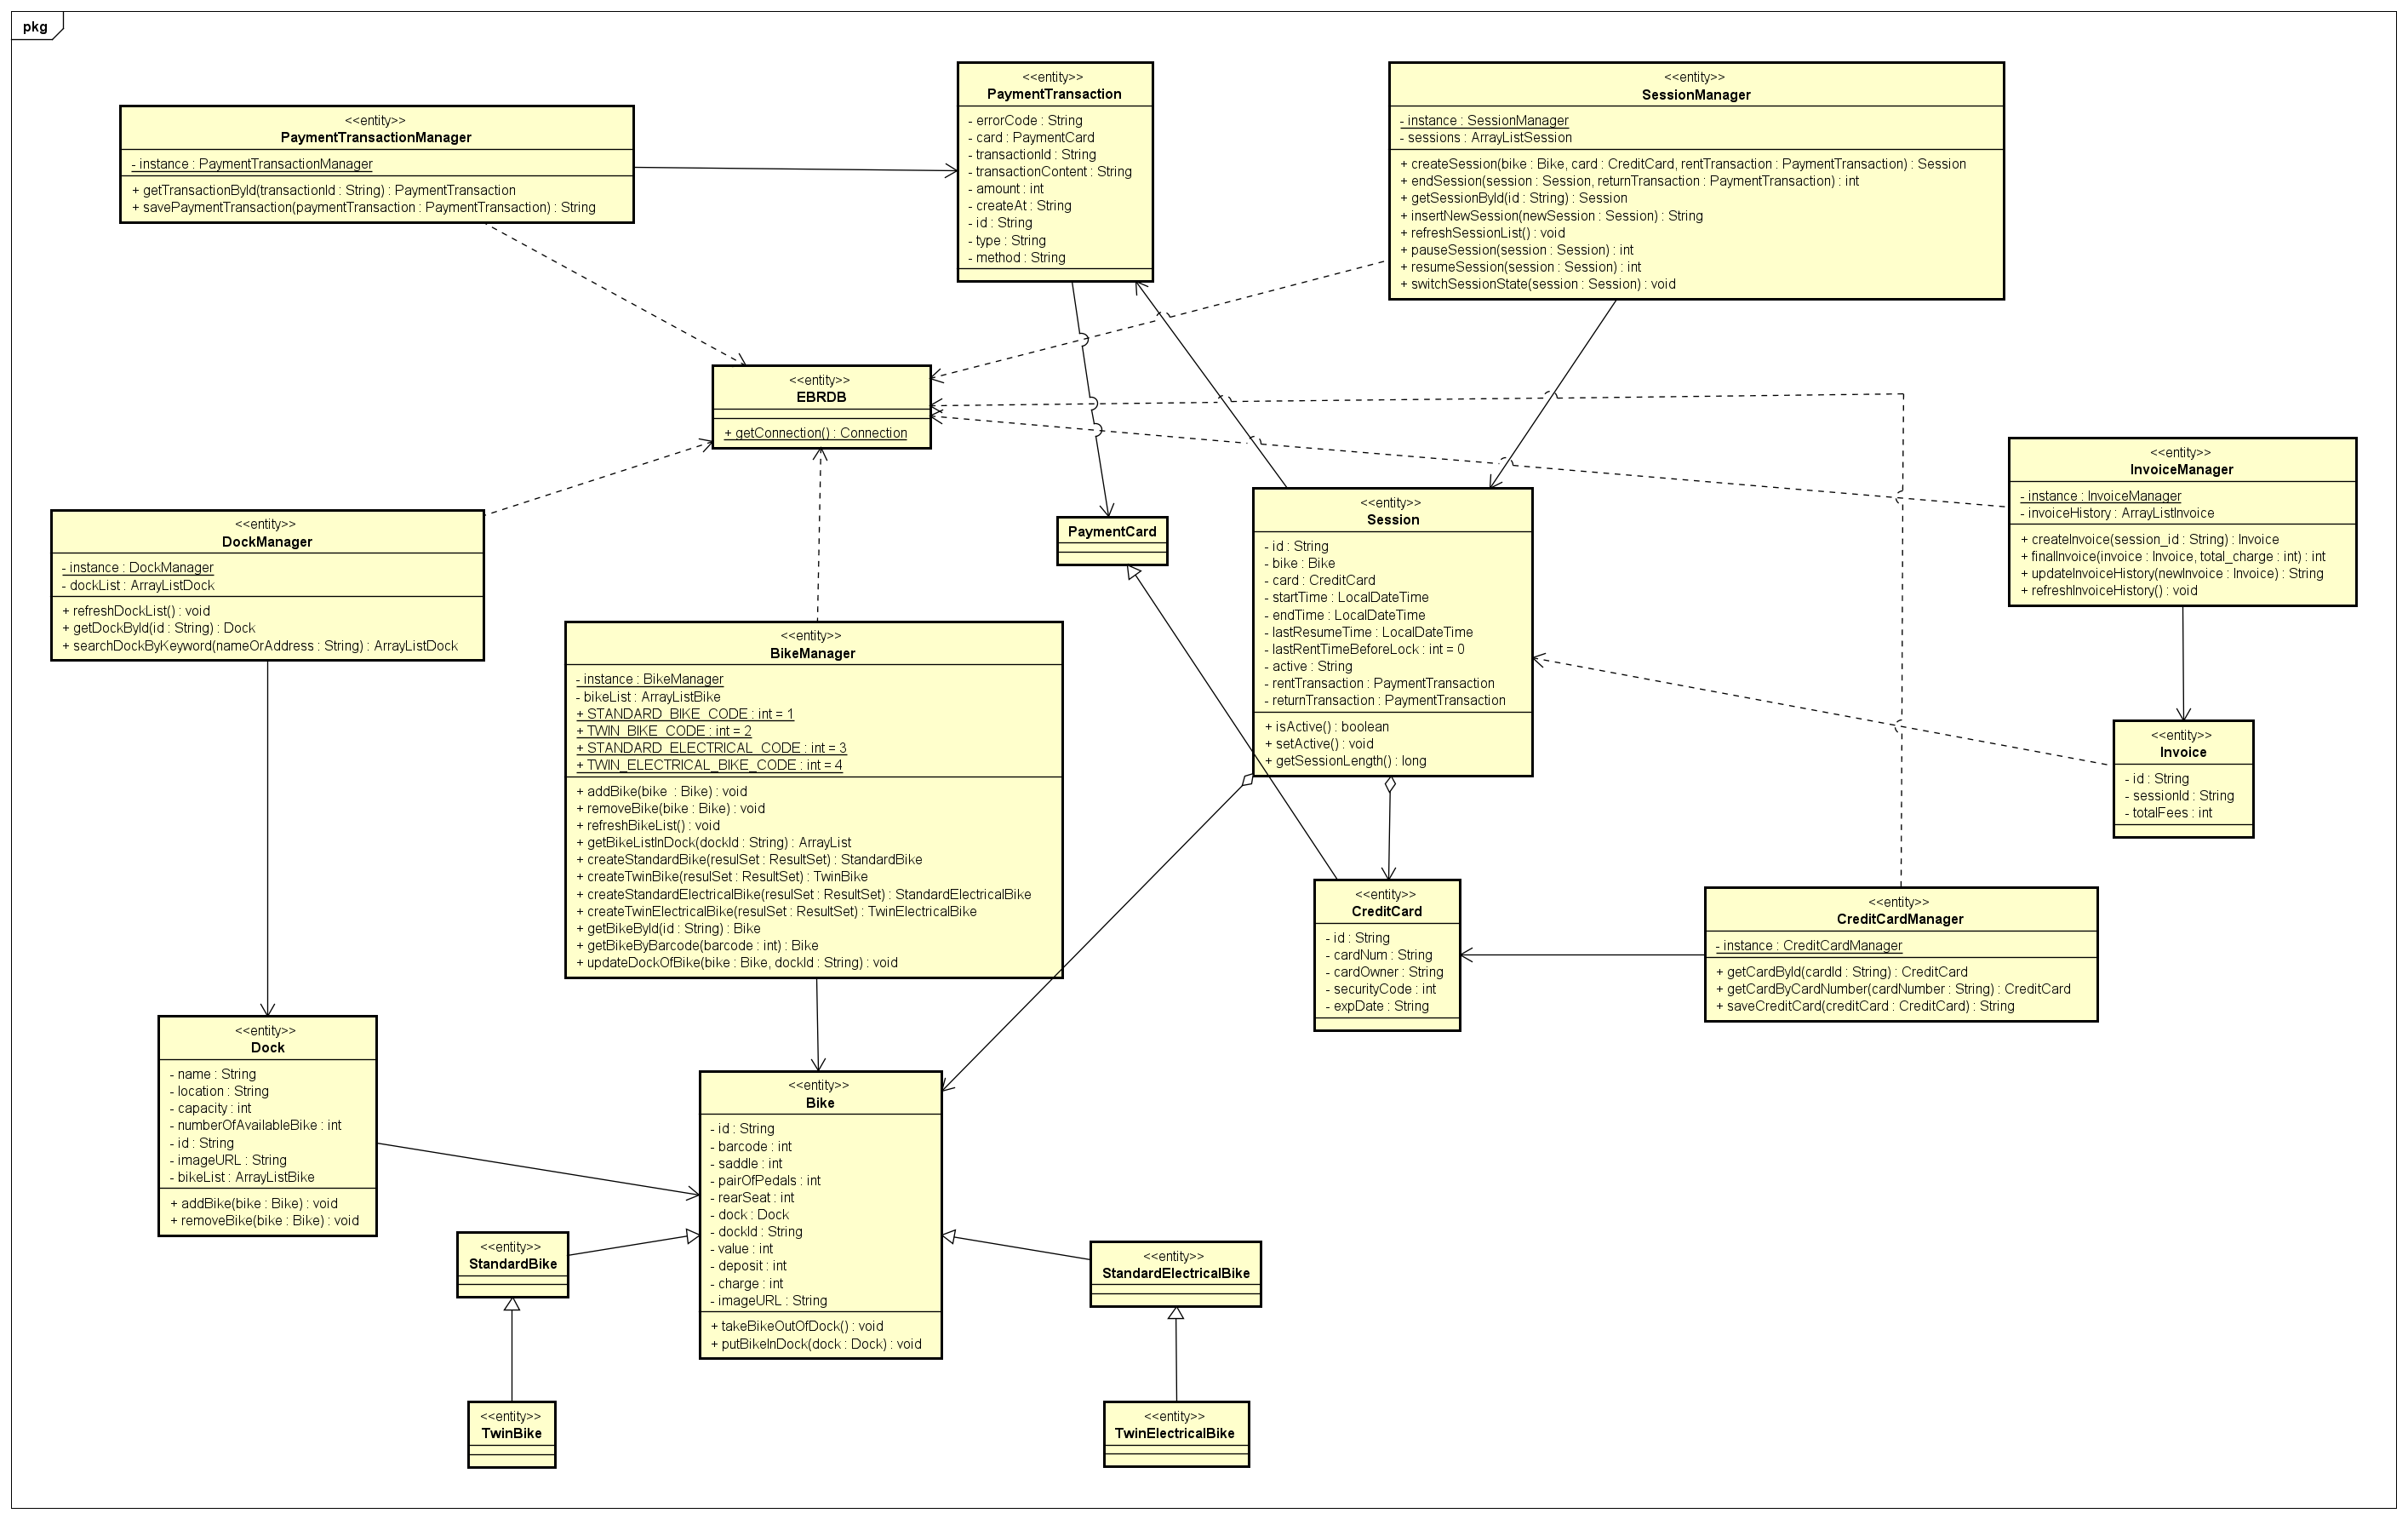 pkg
<<entity>>
PaymentTransactionManager
- instance : PaymentTransactionManager
+ getTransactionById(transactionId : String) : PaymentTransaction
+ savePaymentTransaction(paymentTransaction : PaymentTransaction) : String
<<entity>>
PaymentTransaction
- errorCode : String
- card : PaymentCard
- transactionId : String
- transactionContent : String
- amount : int
- createAt : String
- id : String
- type : String
- method : String
<<entity>>
SessionManager
- instance : SessionManager
- sessions : ArrayListSession
+ createSession(bike : Bike, card : CreditCard, rentTransaction : PaymentTransaction) : Session
+ endSession(session : Session, returnTransaction : PaymentTransaction) : int
+ getSessionById(id : String) : Session
+ insertNewSession(newSession : Session) : String
+ refreshSessionList() : void
+ pauseSession(session : Session) : int
+ resumeSession(session : Session) : int
+ switchSessionState(session : Session) : void
<<entity>>
EBRDB
+ getConnection() : Connection
<<entity>>
InvoiceManager
- instance : InvoiceManager
- invoiceHistory : ArrayListInvoice
+ createInvoice(session_id : String) : Invoice
+ finalInvoice(invoice : Invoice, total_charge : int) : int
+ updateInvoiceHistory(newInvoice : Invoice) : String
+ refreshInvoiceHistory() : void
<<entity>>
DockManager
- instance : DockManager
- dockList : ArrayListDock
+ refreshDockList() : void
+ getDockById(id : String) : Dock
+ searchDockByKeyword(nameOrAddress : String) : ArrayListDock
PaymentCard
<<entity>>
Session
- id : String
- bike : Bike
- card : CreditCard
- startTime : LocalDateTime
- endTime : LocalDateTime
- lastResumeTime : LocalDateTime
- lastRentTimeBeforeLock : int = 0
- active : String
- rentTransaction : PaymentTransaction
- returnTransaction : PaymentTransaction
+ isActive() : boolean
+ setActive() : void
+ getSessionLength() : long
<<entity>>
BikeManager
- instance : BikeManager
- bikeList : ArrayListBike
+ STANDARD_BIKE_CODE : int = 1
+ TWIN_BIKE_CODE : int = 2
+ STANDARD_ELECTRICAL_CODE : int = 3
+ TWIN_ELECTRICAL_BIKE_CODE : int = 4
+ addBike(bike  : Bike) : void
+ removeBike(bike : Bike) : void
+ refreshBikeList() : void
+ getBikeListInDock(dockId : String) : ArrayList
+ createStandardBike(resulSet : ResultSet) : StandardBike
+ createTwinBike(resulSet : ResultSet) : TwinBike
+ createStandardElectricalBike(resulSet : ResultSet) : StandardElectricalBike
+ createTwinElectricalBike(resulSet : ResultSet) : TwinElectricalBike
+ getBikeById(id : String) : Bike
+ getBikeByBarcode(barcode : int) : Bike
+ updateDockOfBike(bike : Bike, dockId : String) : void
<<entity>>
Invoice
- id : String
- sessionId : String
- totalFees : int
<<entity>>
CreditCard
- id : String
- cardNum : String
- cardOwner : String
- securityCode : int
- expDate : String
<<entity>>
CreditCardManager
- instance : CreditCardManager
+ getCardById(cardId : String) : CreditCard
+ getCardByCardNumber(cardNumber : String) : CreditCard
+ saveCreditCard(creditCard : CreditCard) : String
<<entity>>
Dock
- name : String
- location : String
- capacity : int
- numberOfAvailableBike : int
- id : String
- imageURL : String
- bikeList : ArrayListBike
+ addBike(bike : Bike) : void
+ removeBike(bike : Bike) : void
<<entity>>
Bike
- id : String
- barcode : int
- saddle : int
- pairOfPedals : int
- rearSeat : int
- dock : Dock
- dockId : String
- value : int
- deposit : int
- charge : int
- imageURL : String
+ takeBikeOutOfDock() : void
+ putBikeInDock(dock : Dock) : void
<<entity>>
StandardBike
<<entity>>
StandardElectricalBike
<<entity>>
TwinBike
<<entity>>
TwinElectricalBike